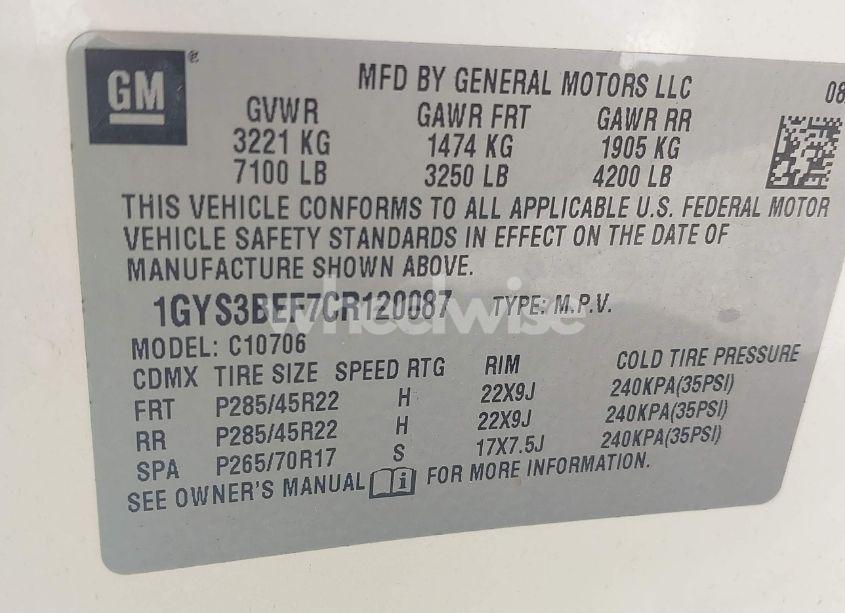 GM ®
MFD BY GENERAL MOTORS LLC 08
GVWR GAWR FRT GAWR RR
3221 KG 1474 KG 1905 KG
7100 LB 3250 LB 4200 LB
THIS VEHICLE CONFORMS TO ALL APPLICABLE U.S. FEDERAL MOTOR
VEHICLE SAFETY STANDARDS IN EFFECT ON THE DATE OF
MANUFACTURE SHOWN ABOVE.
1GYS3BEF7CR120087 TYPE: M.P.V.
wheelwise
MODEL: C10706
CDMX TIRE SIZE SPEED RTG RIM COLD TIRE PRESSURE
FRT P285/45R22 H 22X9J 240KPA(35PSI)
RR P285/45R22 H 22X9J 240KPA(35PSI)
SPA P265/70R17 S 17X7.5J 240KPA(35PSI)
SEE OWNER'S MANUAL i FOR MORE INFORMATION.